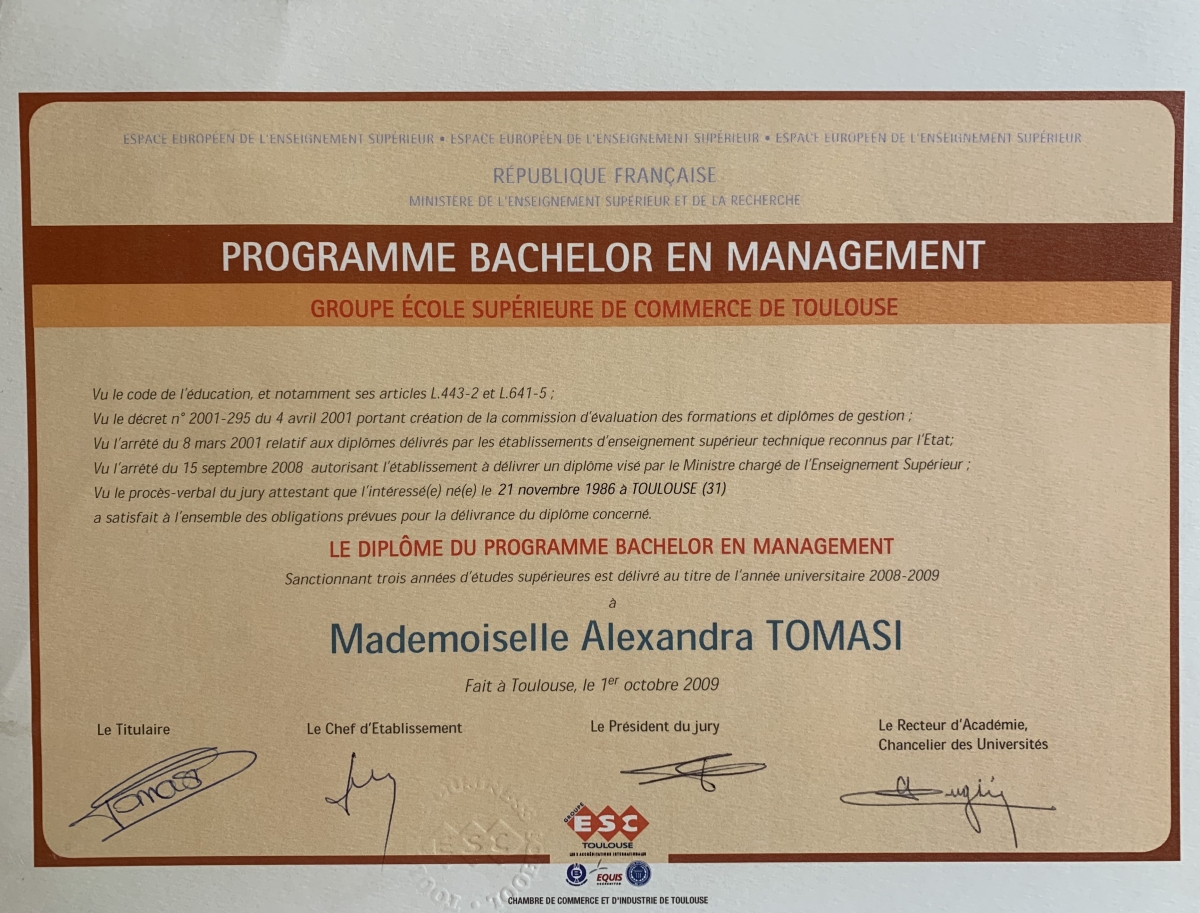 ESPACE EUROPÉEN DE L'ENSEIGNEMENT SUPÉRIEUR • ESPACE EUROPÉEN DE L'ENSEIGNEMENT SUPÉRIEUR • ESPACE EUROPÉEN DE L'ENSEIGNEMENT SUPÉRIEUR
RÉPUBLIQUE FRANÇAISE
MINISTÈRE DE L'ENSEIGNEMENT SUPÉRIEUR ET DE LA RECHERCHE
PROGRAMME BACHELOR EN MANAGEMENT
GROUPE ÉCOLE SUPÉRIEURE DE COMMERCE DE TOULOUSE
Vu le code de l'éducation, et notamment ses articles L.443-2 et L.641-5 ;
Vu le décret n° 2001-295 du 4 avril 2001 portant création de la commission d'évaluation des formations et diplômes de gestion ;
Vu l'arrêté du 8 mars 2001 relatif aux diplômes délivrés par les établissements d'enseignement supérieur technique reconnus par l'Etat;
Vu l'arrêté du 15 septembre 2008 autorisant l'établissement à délivrer un diplôme visé par le Ministre chargé de l'Enseignement Supérieur ;
Vu le procès-verbal du jury attestant que l'intéressé(e) né(e) le 21 novembre 1986 à TOULOUSE (31)
a satisfait à l'ensemble des obligations prévues pour la délivrance du diplôme concerné.
LE DIPLÔME DU PROGRAMME BACHELOR EN MANAGEMENT
Sanctionnant trois années d'études supérieures est délivré au titre de l'année universitaire 2008-2009
à
Mademoiselle Alexandra TOMASI
Fait à Toulouse, le 1er octobre 2009
Le Titulaire
Le Chef d'Etablissement
Le Président du jury
Le Recteur d'Académie,
Chancelier des Universités
Tomasi
GROUPE
ESC
TOULOUSE
ESC
EQUIS
ACCREDITED
CHAMBRE DE COMMERCE ET D'INDUSTRIE DE TOULOUSE